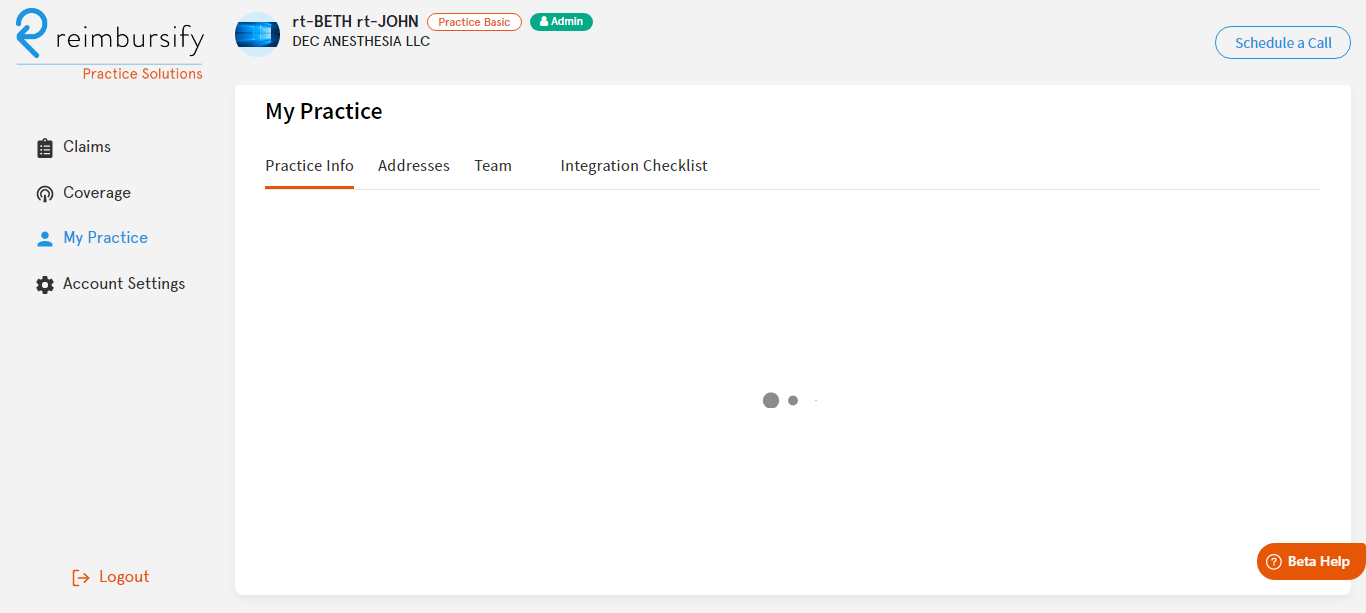 reimbursify
Practice Solutions
rt-BETH rt-JOHN Practice Basic Admin
DEC ANESTHESIA LLC
Schedule a Call
Claims
Coverage
My Practice
Account Settings
Logout
My Practice
Practice Info Addresses Team Integration Checklist
Beta Help